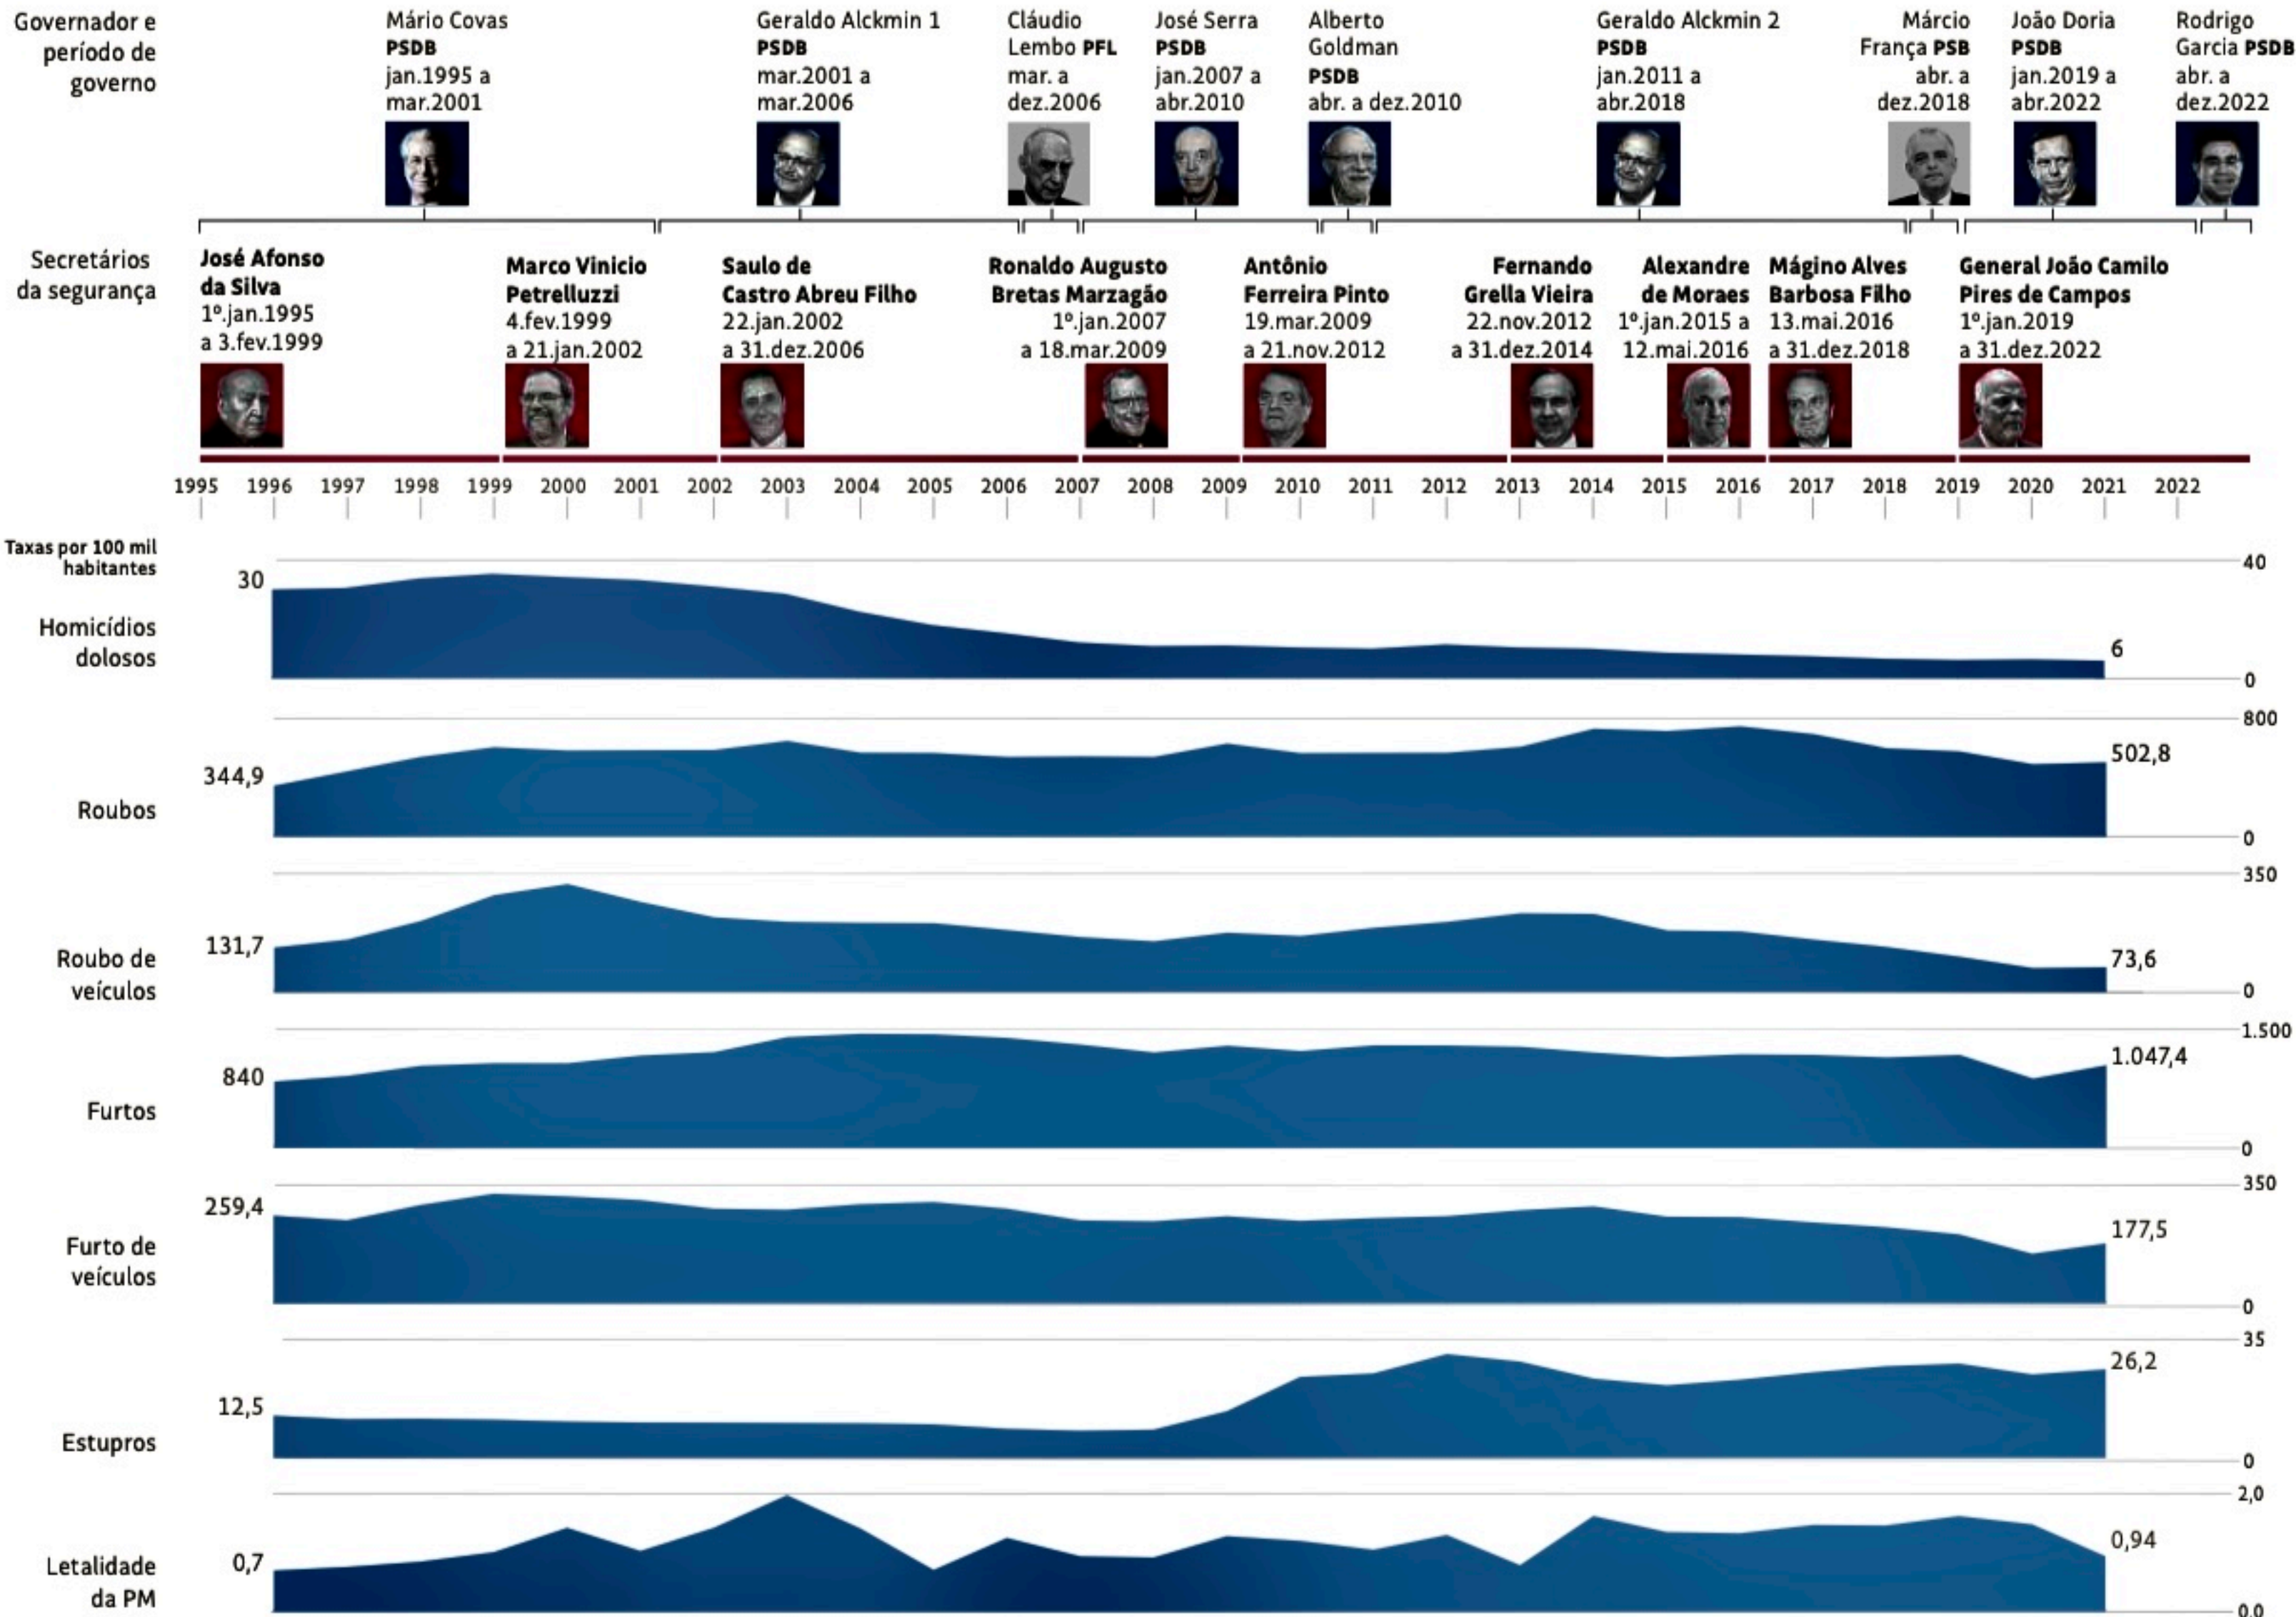 Governador e
período de
governo
Mário Covas
PSDB
jan.1995 a
mar.2001
Geraldo Alckmin 1
PSDB
mar.2001 a
mar.2006
Cláudio
Lembo PFL
mar. a
dez.2006
José Serra
PSDB
jan.2007 a
abr.2010
Alberto
Goldman
PSDB
abr. a dez.2010
Geraldo Alckmin 2
PSDB
jan.2011 a
abr.2018
Márcio
França PSB
abr. a
dez.2018
João Doria
PSDB
jan.2019 a
abr.2022
Rodrigo
Garcia PSDB
abr. a
dez.2022
Secretários
da segurança
José Afonso
da Silva
1º.jan.1995
a 3.fev.1999
Marco Vinicio
Petrelluzzi
4.fev.1999
a 21.jan.2002
Saulo de
Castro Abreu Filho
22.jan.2002
a 31.dez.2006
Ronaldo Augusto
Bretas Marzagão
1º.jan.2007
a 18.mar.2009
Antônio
Ferreira Pinto
19.mar.2009
a 21.nov.2012
Fernando
Grella Vieira
22.nov.2012
a 31.dez.2014
Alexandre
de Moraes
1º.jan.2015 a
12.mai.2016
Mágino Alves
Barbosa Filho
13.mai.2016
a 31.dez.2018
General João Camilo
Pires de Campos
1º.jan.2019
a 31.dez.2022
1995 1996 1997 1998 1999 2000 2001 2002 2003 2004 2005 2006 2007 2008 2009 2010 2011 2012 2013 2014 2015 2016 2017 2018 2019 2020 2021 2022
Taxas por 100 mil
habitantes
Homicídios
dolosos
30
40
6
0
Roubos
344,9
800
502,8
0
Roubo de
veículos
131,7
350
73,6
0
Furtos
840
1.500
1.047,4
0
Furto de
veículos
259,4
350
177,5
0
Estupros
12,5
35
26,2
0
Letalidade
da PM
0,7
2,0
0,94
0,0